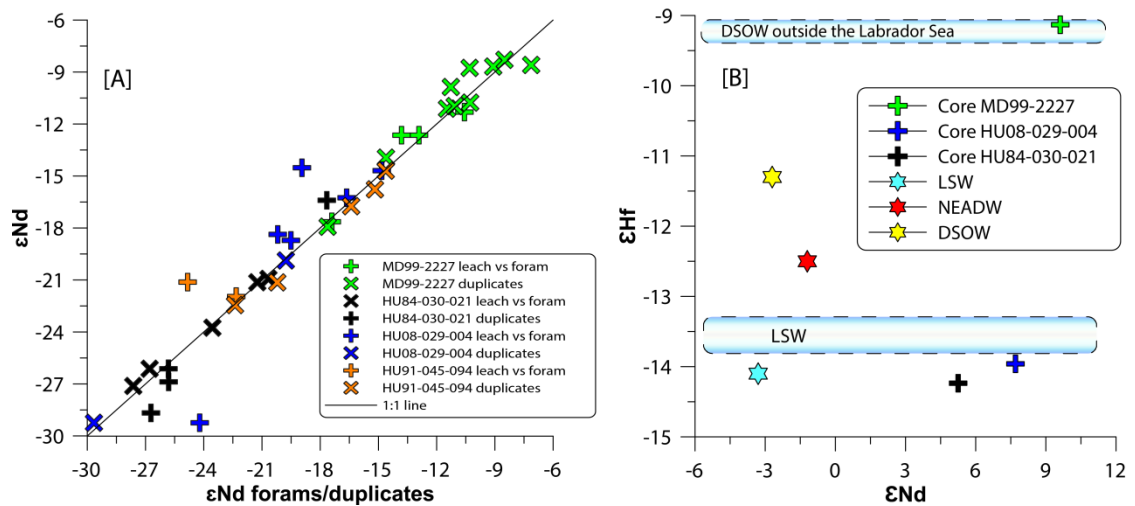 [A]
εNd
-6
-9
-12
-15
-18
-21
-24
-27
-30
-30 -27 -24 -21 -18 -15 -12 -9 -6
εNd forams/duplicates
MD99-2227 leach vs foram
MD99-2227 duplicates
HU84-030-021 leach vs foram
HU84-030-021 duplicates
HU08-029-004 leach vs foram
HU08-029-004 duplicates
HU91-045-094 leach vs foram
HU91-045-094 duplicates
1:1 line
[B]
εHf
-9
-10
-11
-12
-13
-14
-15
-6 -3 0 3 6 9 12
εNd
DSOW outside the Labrador Sea
Core MD99-2227
Core HU08-029-004
Core HU84-030-021
LSW
NEADW
DSOW
LSW